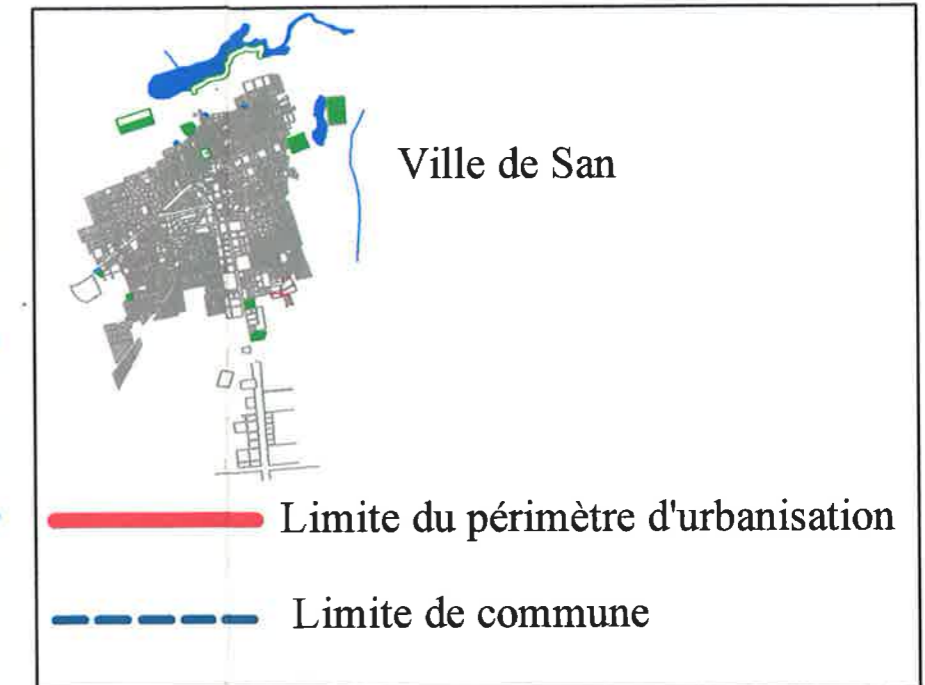 Ville de San
Limite du périmètre d'urbanisation
Limite de commune